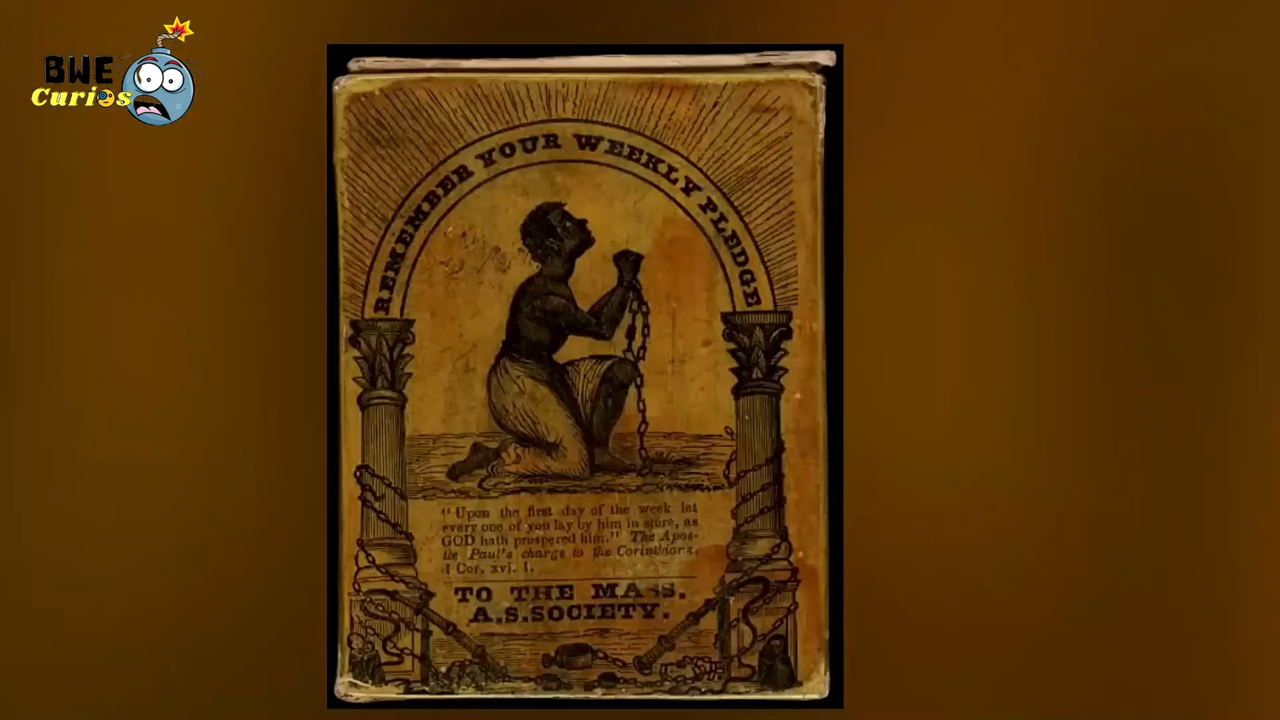 BWE
Curios
REMEMBER YOUR WEEKLY PLEDGE
"Upon the first day of the week let
every one of you lay by him in store, as
GOD hath prospered him." The Apos-
tle Paul's charge to the Corinthians,
1 Cor. xvi. 1.
TO THE MASS.
A.S.SOCIETY.